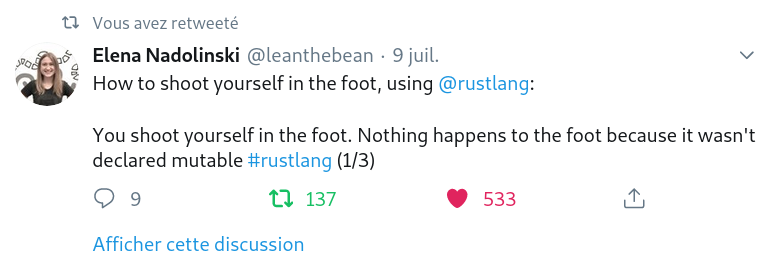 Vous avez retweeté
Elena Nadolinski @leanthebean · 9 juil.
How to shoot yourself in the foot, using @rustlang:
You shoot yourself in the foot. Nothing happens to the foot because it wasn't
declared mutable #rustlang (1/3)
9 137 533
Afficher cette discussion